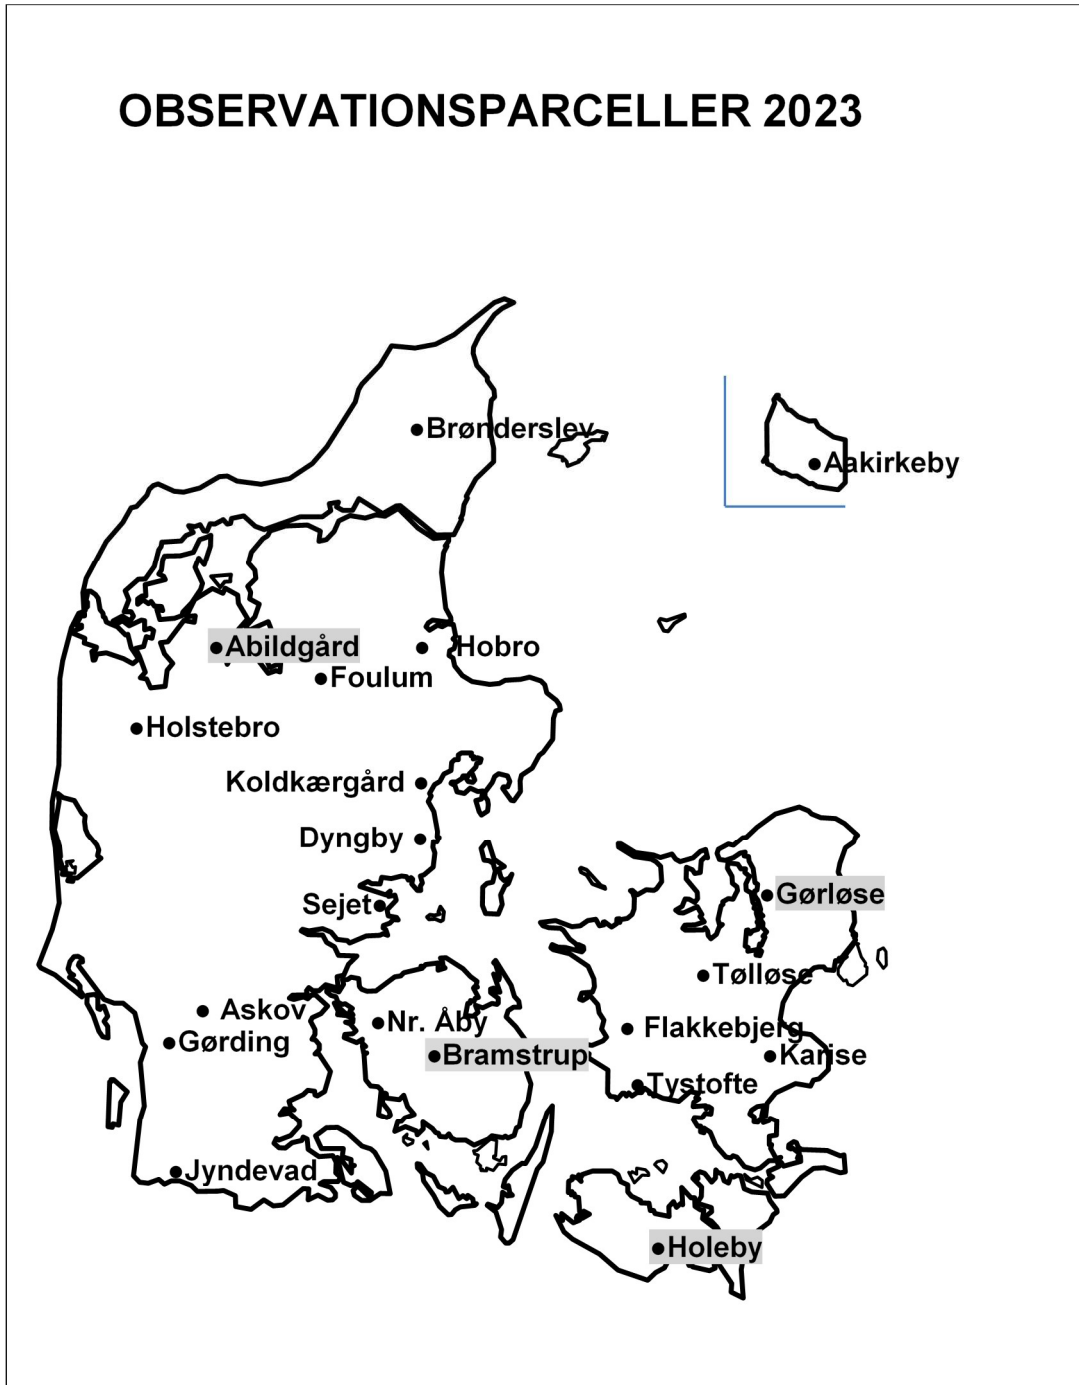 OBSERVATIONSPARCELLER 2023
Brønderslev
Aakirkeby
Abildgård
Hobro
Foulum
Holstebro
Koldkærgård
Dyngby
Sejet
Gørløse
Tølløse
Askov
Nr. Åby
Flakkebjerg
Gørding
Bramstrup
Karise
Tystofte
Jyndevad
Holeby